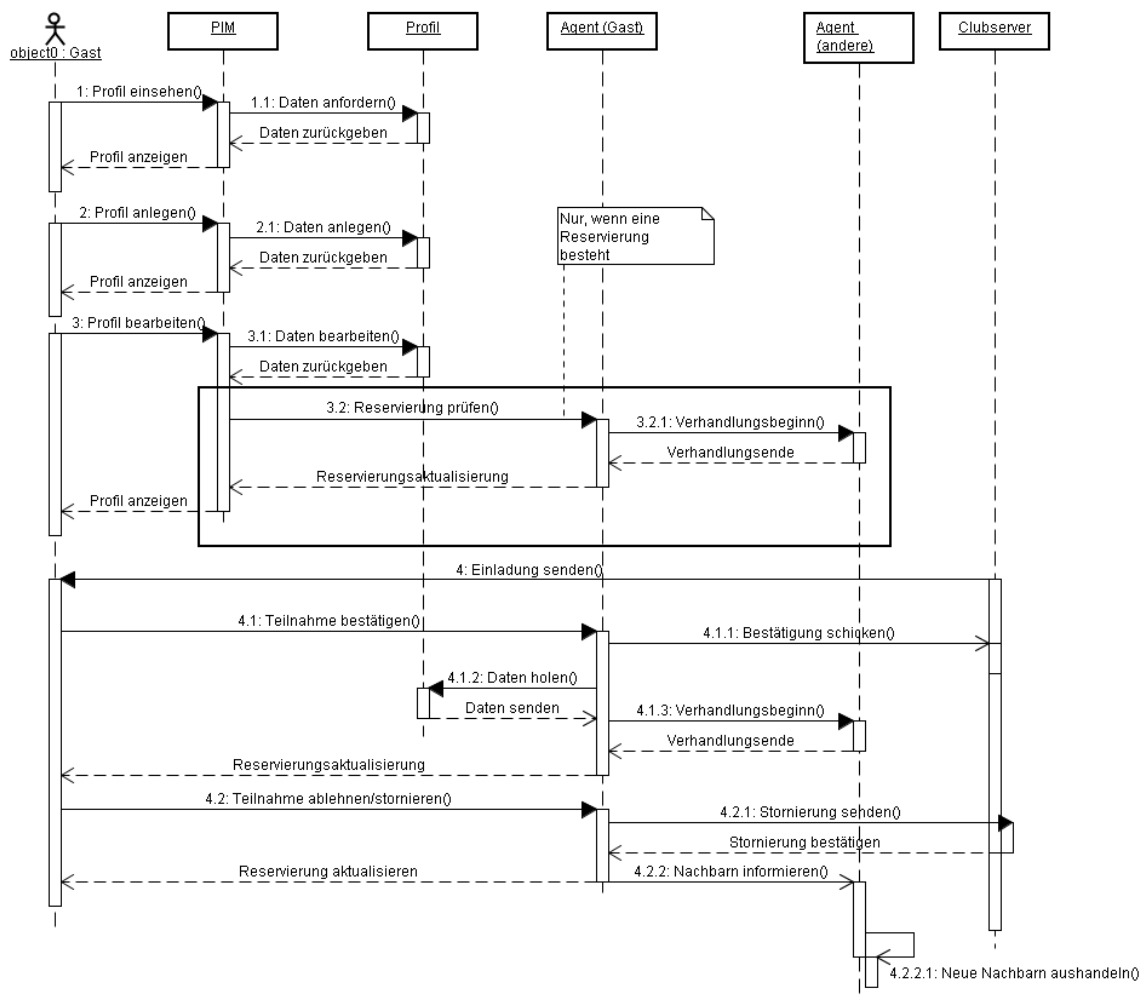 object0 : Gast
PIM
Profil
Agent (Gast)
Agent
(andere)
Clubserver
1: Profil einsehen()
1.1: Daten anfordern()
Daten zurückgeben
Profil anzeigen
2: Profil anlegen()
2.1: Daten anlegen()
Daten zurückgeben
Profil anzeigen
Nur, wenn eine
Reservierung
besteht
3: Profil bearbeiten()
3.1: Daten bearbeiten()
Daten zurückgeben
3.2: Reservierung prüfen()
3.2.1: Verhandlungsbeginn()
Verhandlungsende
Reservierungsaktualisierung
Profil anzeigen
4: Einladung senden()
4.1: Teilnahme bestätigen()
4.1.1: Bestätigung schicken()
4.1.2: Daten holen()
Daten senden
4.1.3: Verhandlungsbeginn()
Verhandlungsende
Reservierungsaktualisierung
4.2: Teilnahme ablehnen/stornieren()
4.2.1: Stornierung senden()
Stornierung bestätigen
Reservierung aktualisieren
4.2.2: Nachbarn informieren()
4.2.2.1: Neue Nachbarn aushandeln()